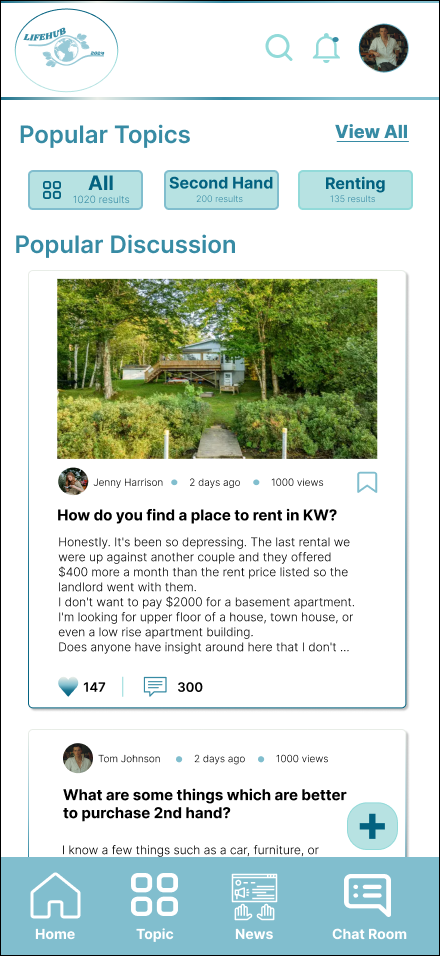 LIFEHUB
2024
Popular Topics
View All
All
1020 results
Second Hand
200 results
Renting
135 results
Popular Discussion
Jenny Harrison 2 days ago 1000 views
How do you find a place to rent in KW?
Honestly. It's been so depressing. The last rental we
were up against another couple and they offered
$400 more a month than the rent price listed so the
landlord went with them.
I don't want to pay $2000 for a basement apartment.
I'm looking for upper floor of a house, town house, or
even a low rise apartment building.
Does anyone have insight around here that I don't ...
147 300
Tom Johnson 2 days ago 1000 views
What are some things which are better
to purchase 2nd hand?
I know a few things such as a car, furniture, or
Home Topic News Chat Room